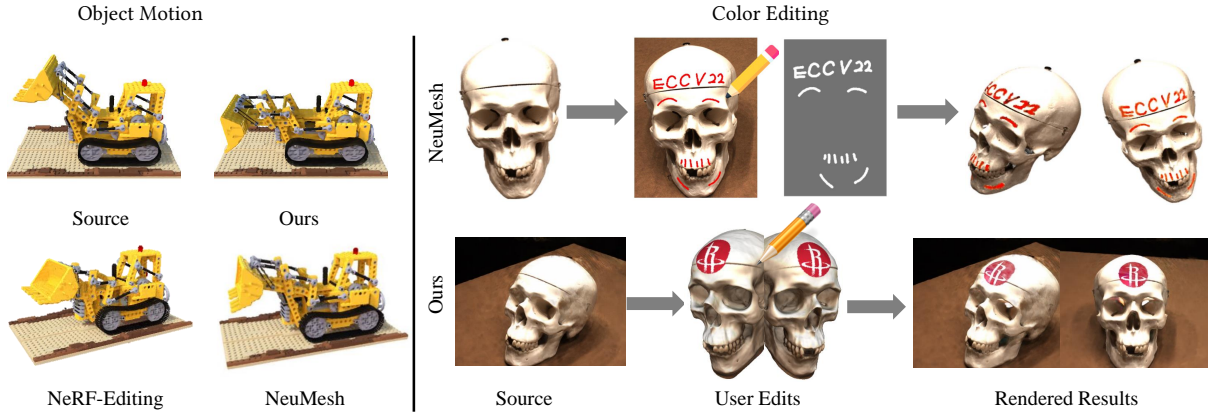 Object Motion
Color Editing
Source
Ours
NeRF-Editing
NeuMesh
NeuMesh
ECCV22
ECCV22
ECCV22
ECCV22
Ours
R
R
R
R
Source
User Edits
Rendered Results